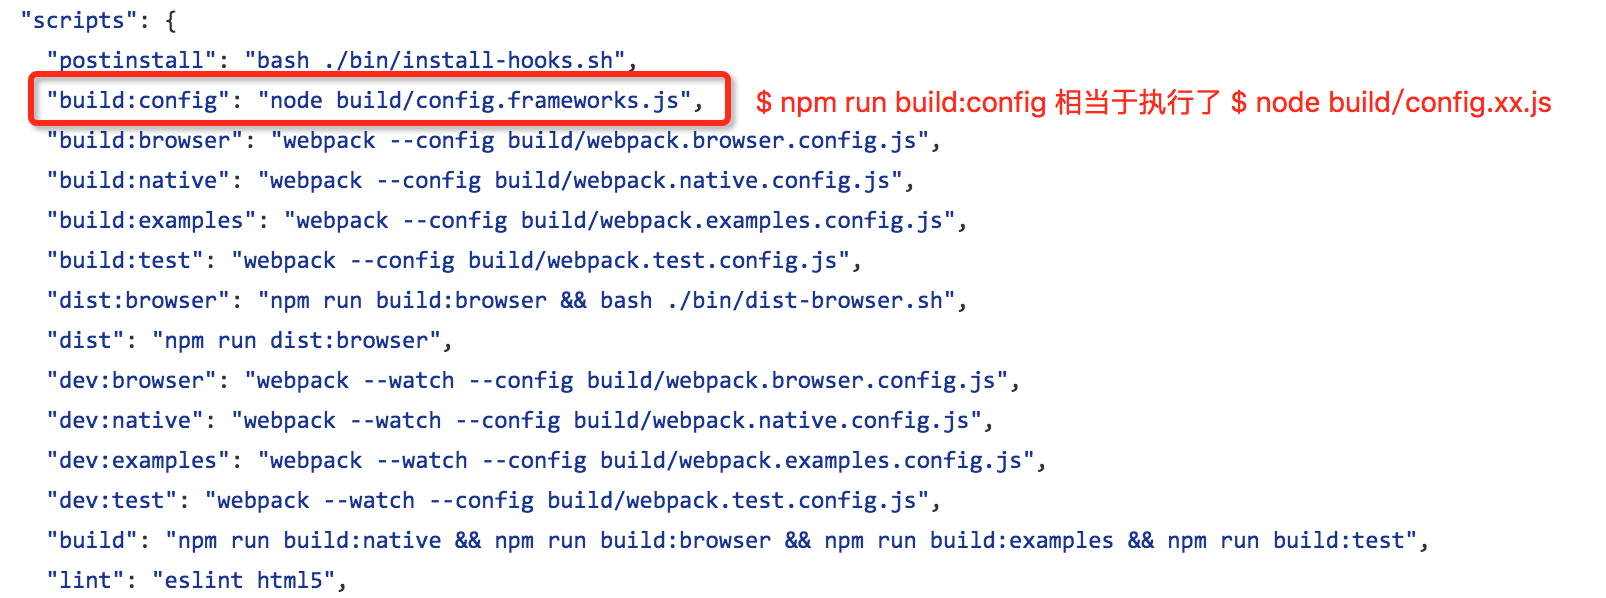 "scripts": {
"postinstall": "bash ./bin/install-hooks.sh",
"build:config": "node build/config.frameworks.js",
$ npm run build:config 相当于执行了 $ node build/config.xx.js
"build:browser": "webpack --config build/webpack.browser.config.js",
"build:native": "webpack --config build/webpack.native.config.js",
"build:examples": "webpack --config build/webpack.examples.config.js",
"build:test": "webpack --config build/webpack.test.config.js",
"dist:browser": "npm run build:browser && bash ./bin/dist-browser.sh",
"dist": "npm run dist:browser",
"dev:browser": "webpack --watch --config build/webpack.browser.config.js",
"dev:native": "webpack --watch --config build/webpack.native.config.js",
"dev:examples": "webpack --watch --config build/webpack.examples.config.js",
"dev:test": "webpack --watch --config build/webpack.test.config.js",
"build": "npm run build:native && npm run build:browser && npm run build:examples && npm run build:test",
"lint": "eslint html5",